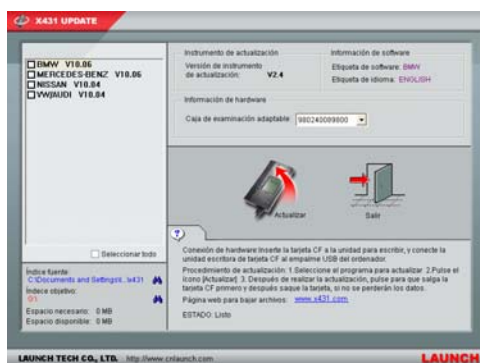 X431 UPDATE
BMW V10.06
MERCEDES-BENZ V10.06
NISSAN V10.04
VW/AUDI V10.04
Seleccionar todo
Índice fuente:
C:\Documents and Settings\...\x431
Índece objetivo:
G:\
Espacio necesario: 0 MB
Espacio disponible: 0 MB
Instrumento de actualización
Versión de instrumento
de actualización: V2.4
Información de software
Etiqueta de software: BMW
Etiqueta de idioma: ENGLISH
Información de hardware
Caja de examinación adaptable: 980240089800
Actualizar
Salir
?
Conexión de hardware:Inserte la tarjeta CF a la unidad para escribir, y conecte la
unidad escritora de tarjeta CF al empalme USB del ordenador.
Procedimiento de actualización: 1.Seleccione el programa para actualizar 2.Pulse el
ícono [Actualizar]. 3. Después de realizar la actualización, pulse para que salga la
tarjeta CF primero y después saque la tarjeta, si no se perderán los datos.
Página web para bajar archivos: www.x431.com
ESTADO: Listo
LAUNCH TECH CO., LTD. http://www.cnlaunch.com
LAUNCH